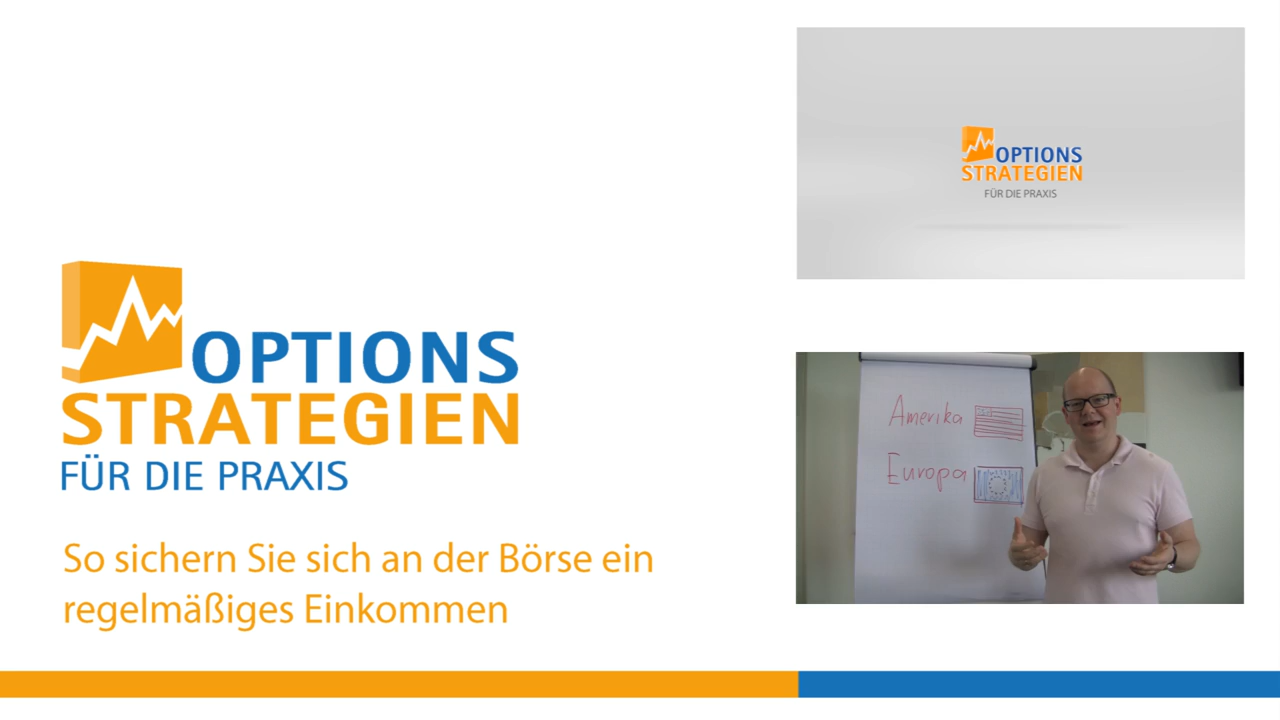 OPTIONS
STRATEGIEN
FÜR DIE PRAXIS
So sichern Sie sich an der Börse ein
regelmäßiges Einkommen
OPTIONS
STRATEGIEN
FÜR DIE PRAXIS
Amerika
Europa